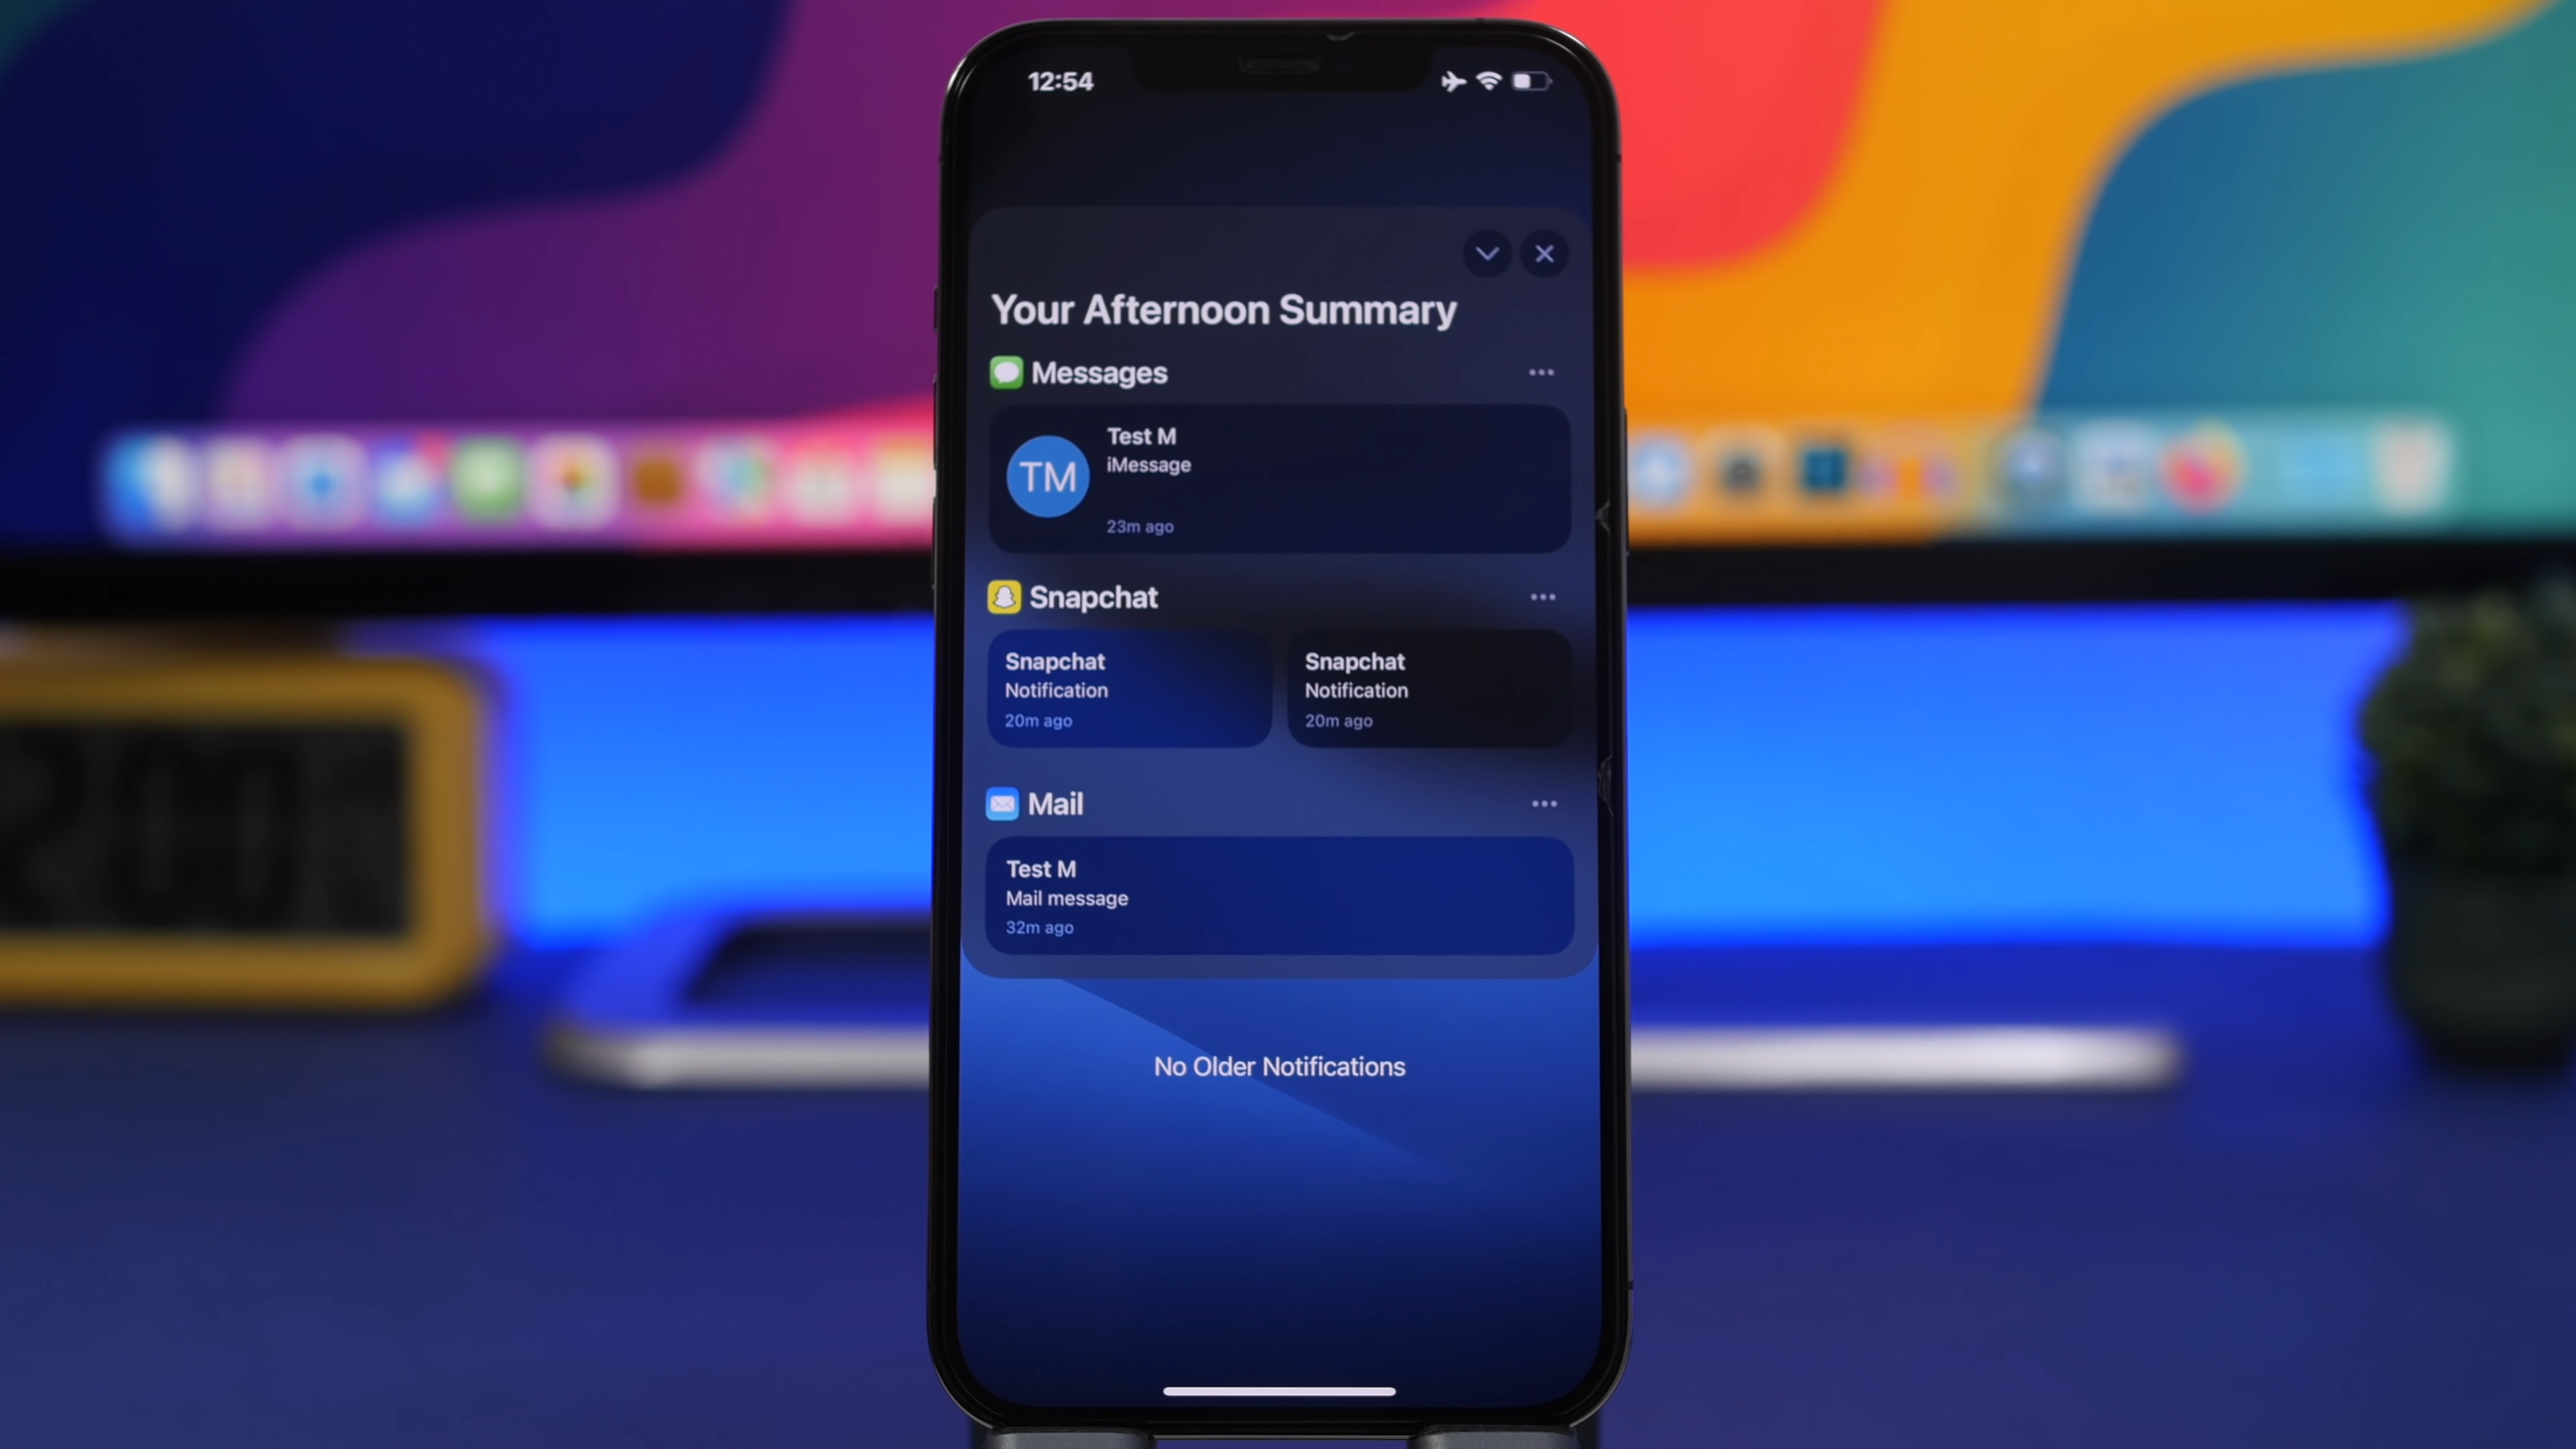 12:54
Your Afternoon Summary
Messages
TM
Test M
iMessage
23m ago
Snapchat
Snapchat
Notification
20m ago
Snapchat
Notification
20m ago
Mail
Test M
Mail message
32m ago
No Older Notifications